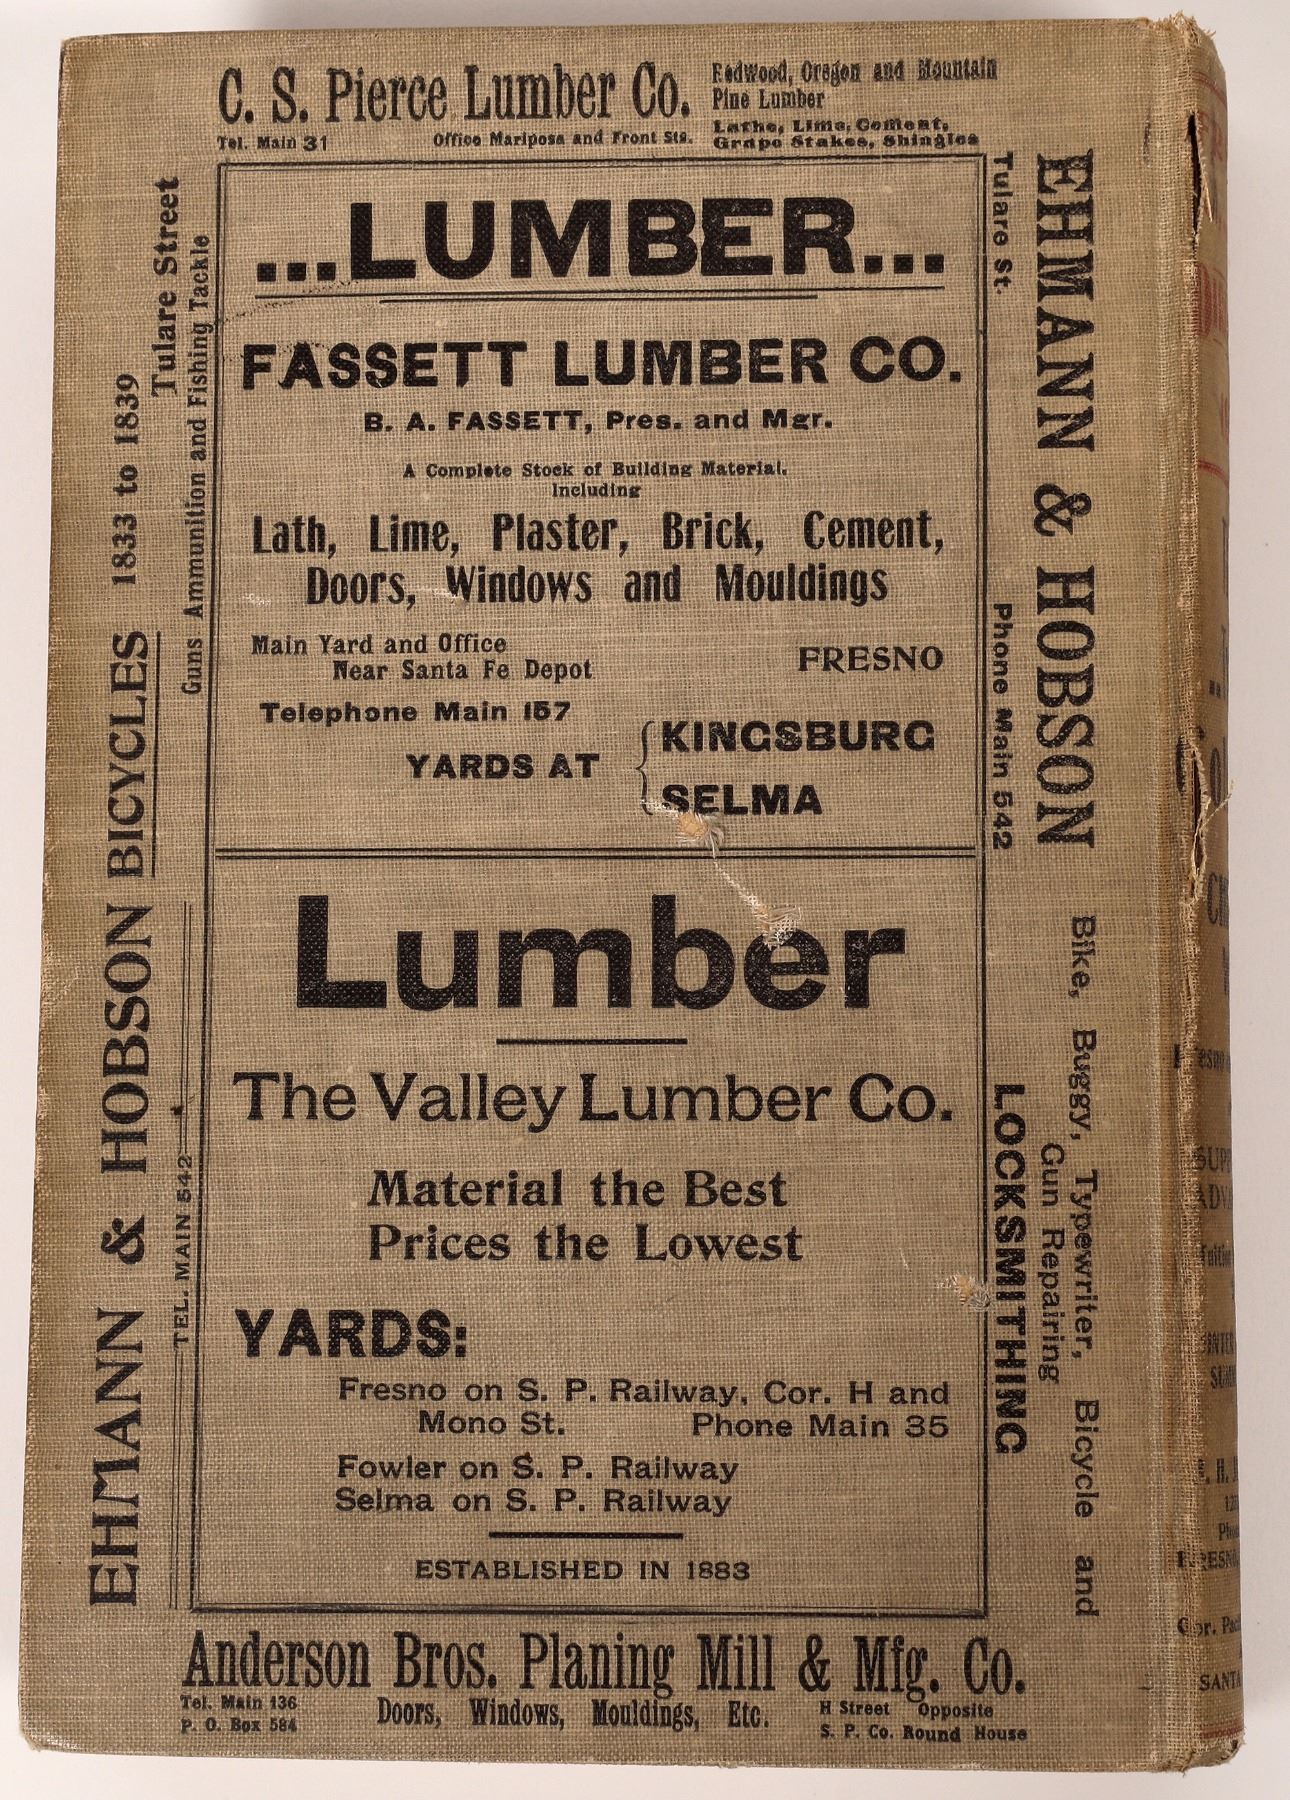 C. S. Pierce Lumber Co.
Tel. Main 31
Office Mariposa and Front Sts.
Redwood, Oregon and Mountain
Pine Lumber
Laths, Lime, Cement,
Grape Stakes, Shingles
EHMANN & HOBSON BICYCLES 1833 to 1839
Tulare Street
Guns Ammunition and Fishing Tackle
TEL. MAIN 542
...LUMBER...
FASSETT LUMBER CO.
B. A. FASSETT, Pres. and Mgr.
A Complete Stock of Building Material.
Including
Lath, Lime, Plaster, Brick, Cement,
Doors, Windows and Mouldings
Main Yard and Office
Near Santa Fe Depot
FRESNO
Telephone Main 157
YARDS AT
KINGSBURG
SELMA
Lumber
The Valley Lumber Co.
Material the Best
Prices the Lowest
YARDS:
Fresno on S. P. Railway, Cor. H and
Mono St. Phone Main 35
Fowler on S. P. Railway
Selma on S. P. Railway
ESTABLISHED IN 1883
EHMANN & HOBSON
Tulare St. Phone Main 542
Bike, Buggy, Typewriter, Bicycle and
Gun Repairing
LOCKSMITHING
Anderson Bros. Planing Mill & Mfg. Co.
Tel. Main 136
P. O. Box 584
Doors, Windows, Mouldings, Etc.
H Street Opposite
S. P. Co. Round House